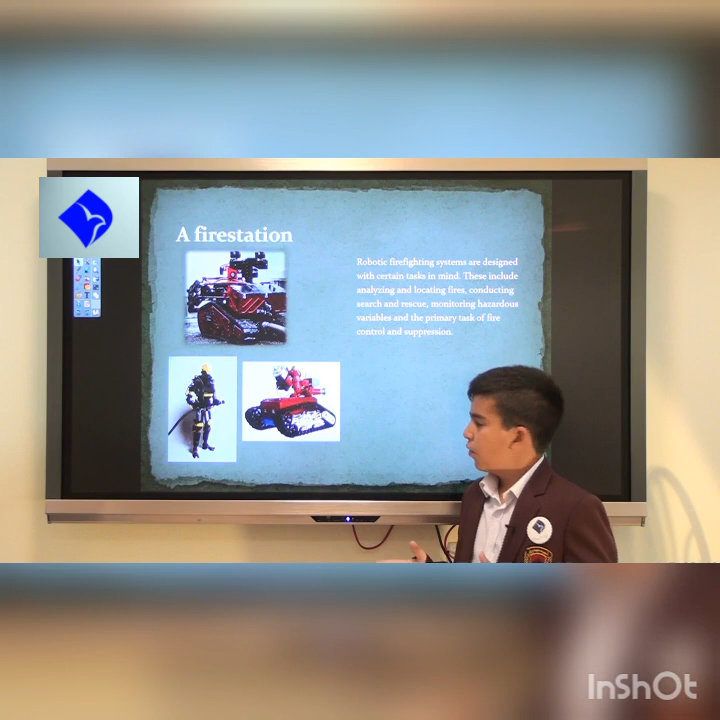 A firestation
Robotic firefighting systems are designed
with certain tasks in mind. These include
analyzing and locating fires, conducting
search and rescue, monitoring hazardous
variables and the primary task of fire
control and suppression.
InShOt